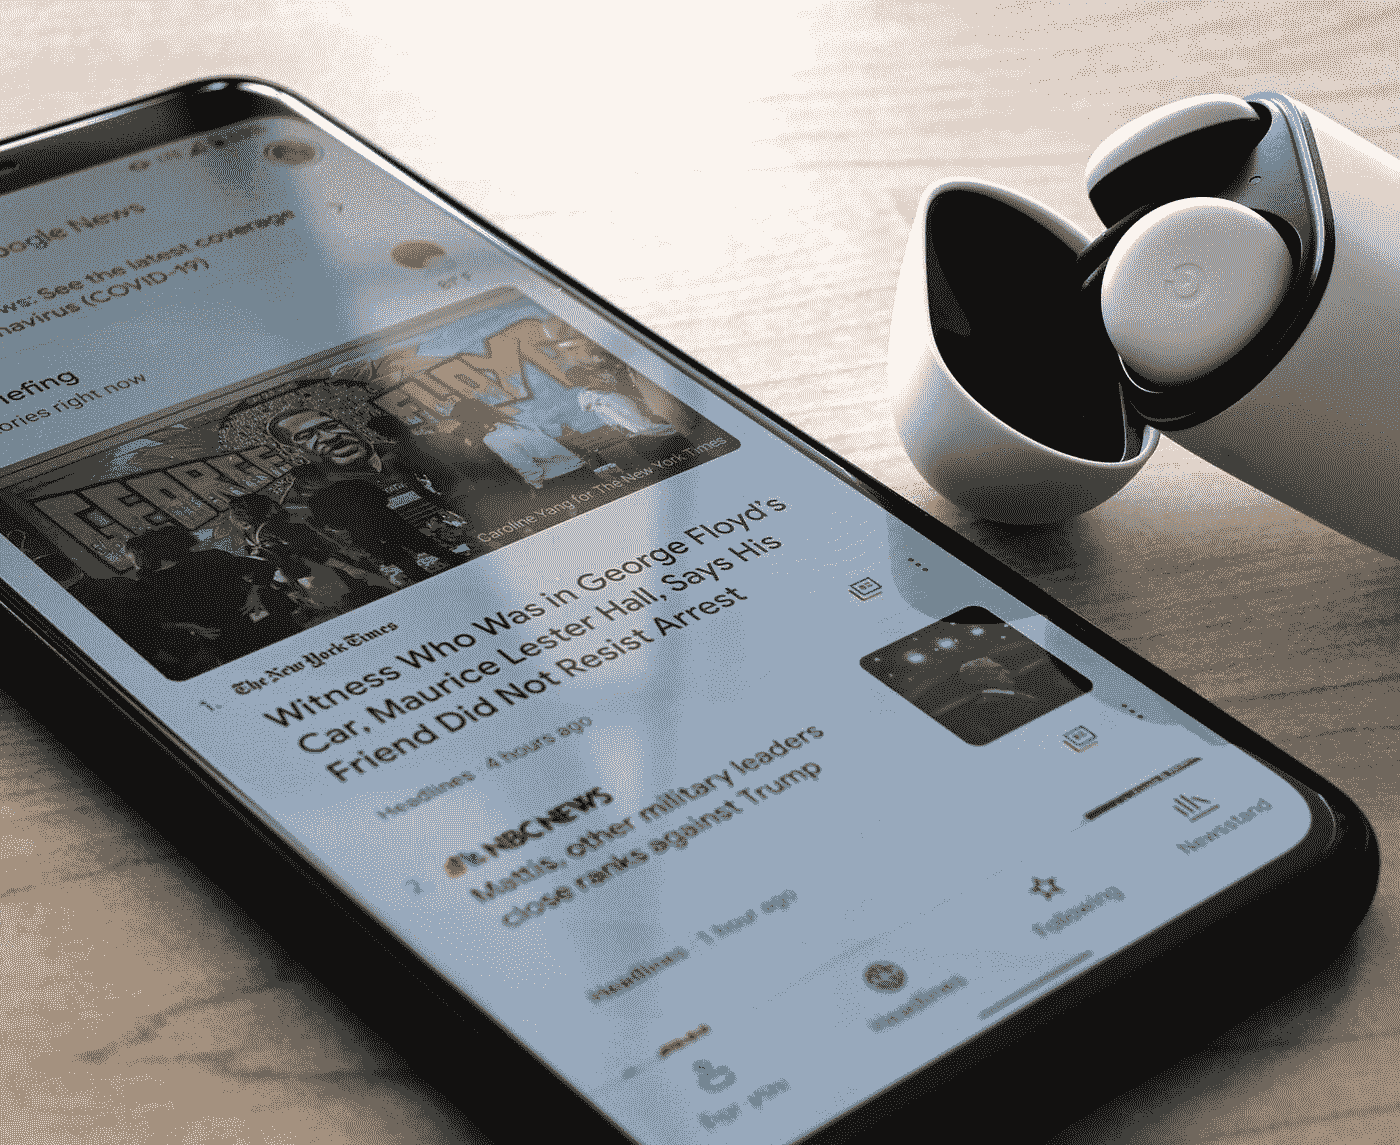 oogle News
ws: See the latest coverage
navirus (COVID-19)
iefing
ories right now
GEORGE FLOYD
Caroline Yang for The New York Times
1.
The New York Times
Witness Who Was in George Floyd's
Car, Maurice Lester Hall, Says His
Friend Did Not Resist Arrest
Headlines · 4 hours ago
2
NBC NEWS
Mattis, other military leaders
close ranks against Trump
Headlines · 1 hour ago
For you
Headlines
Following
Newsstand
G